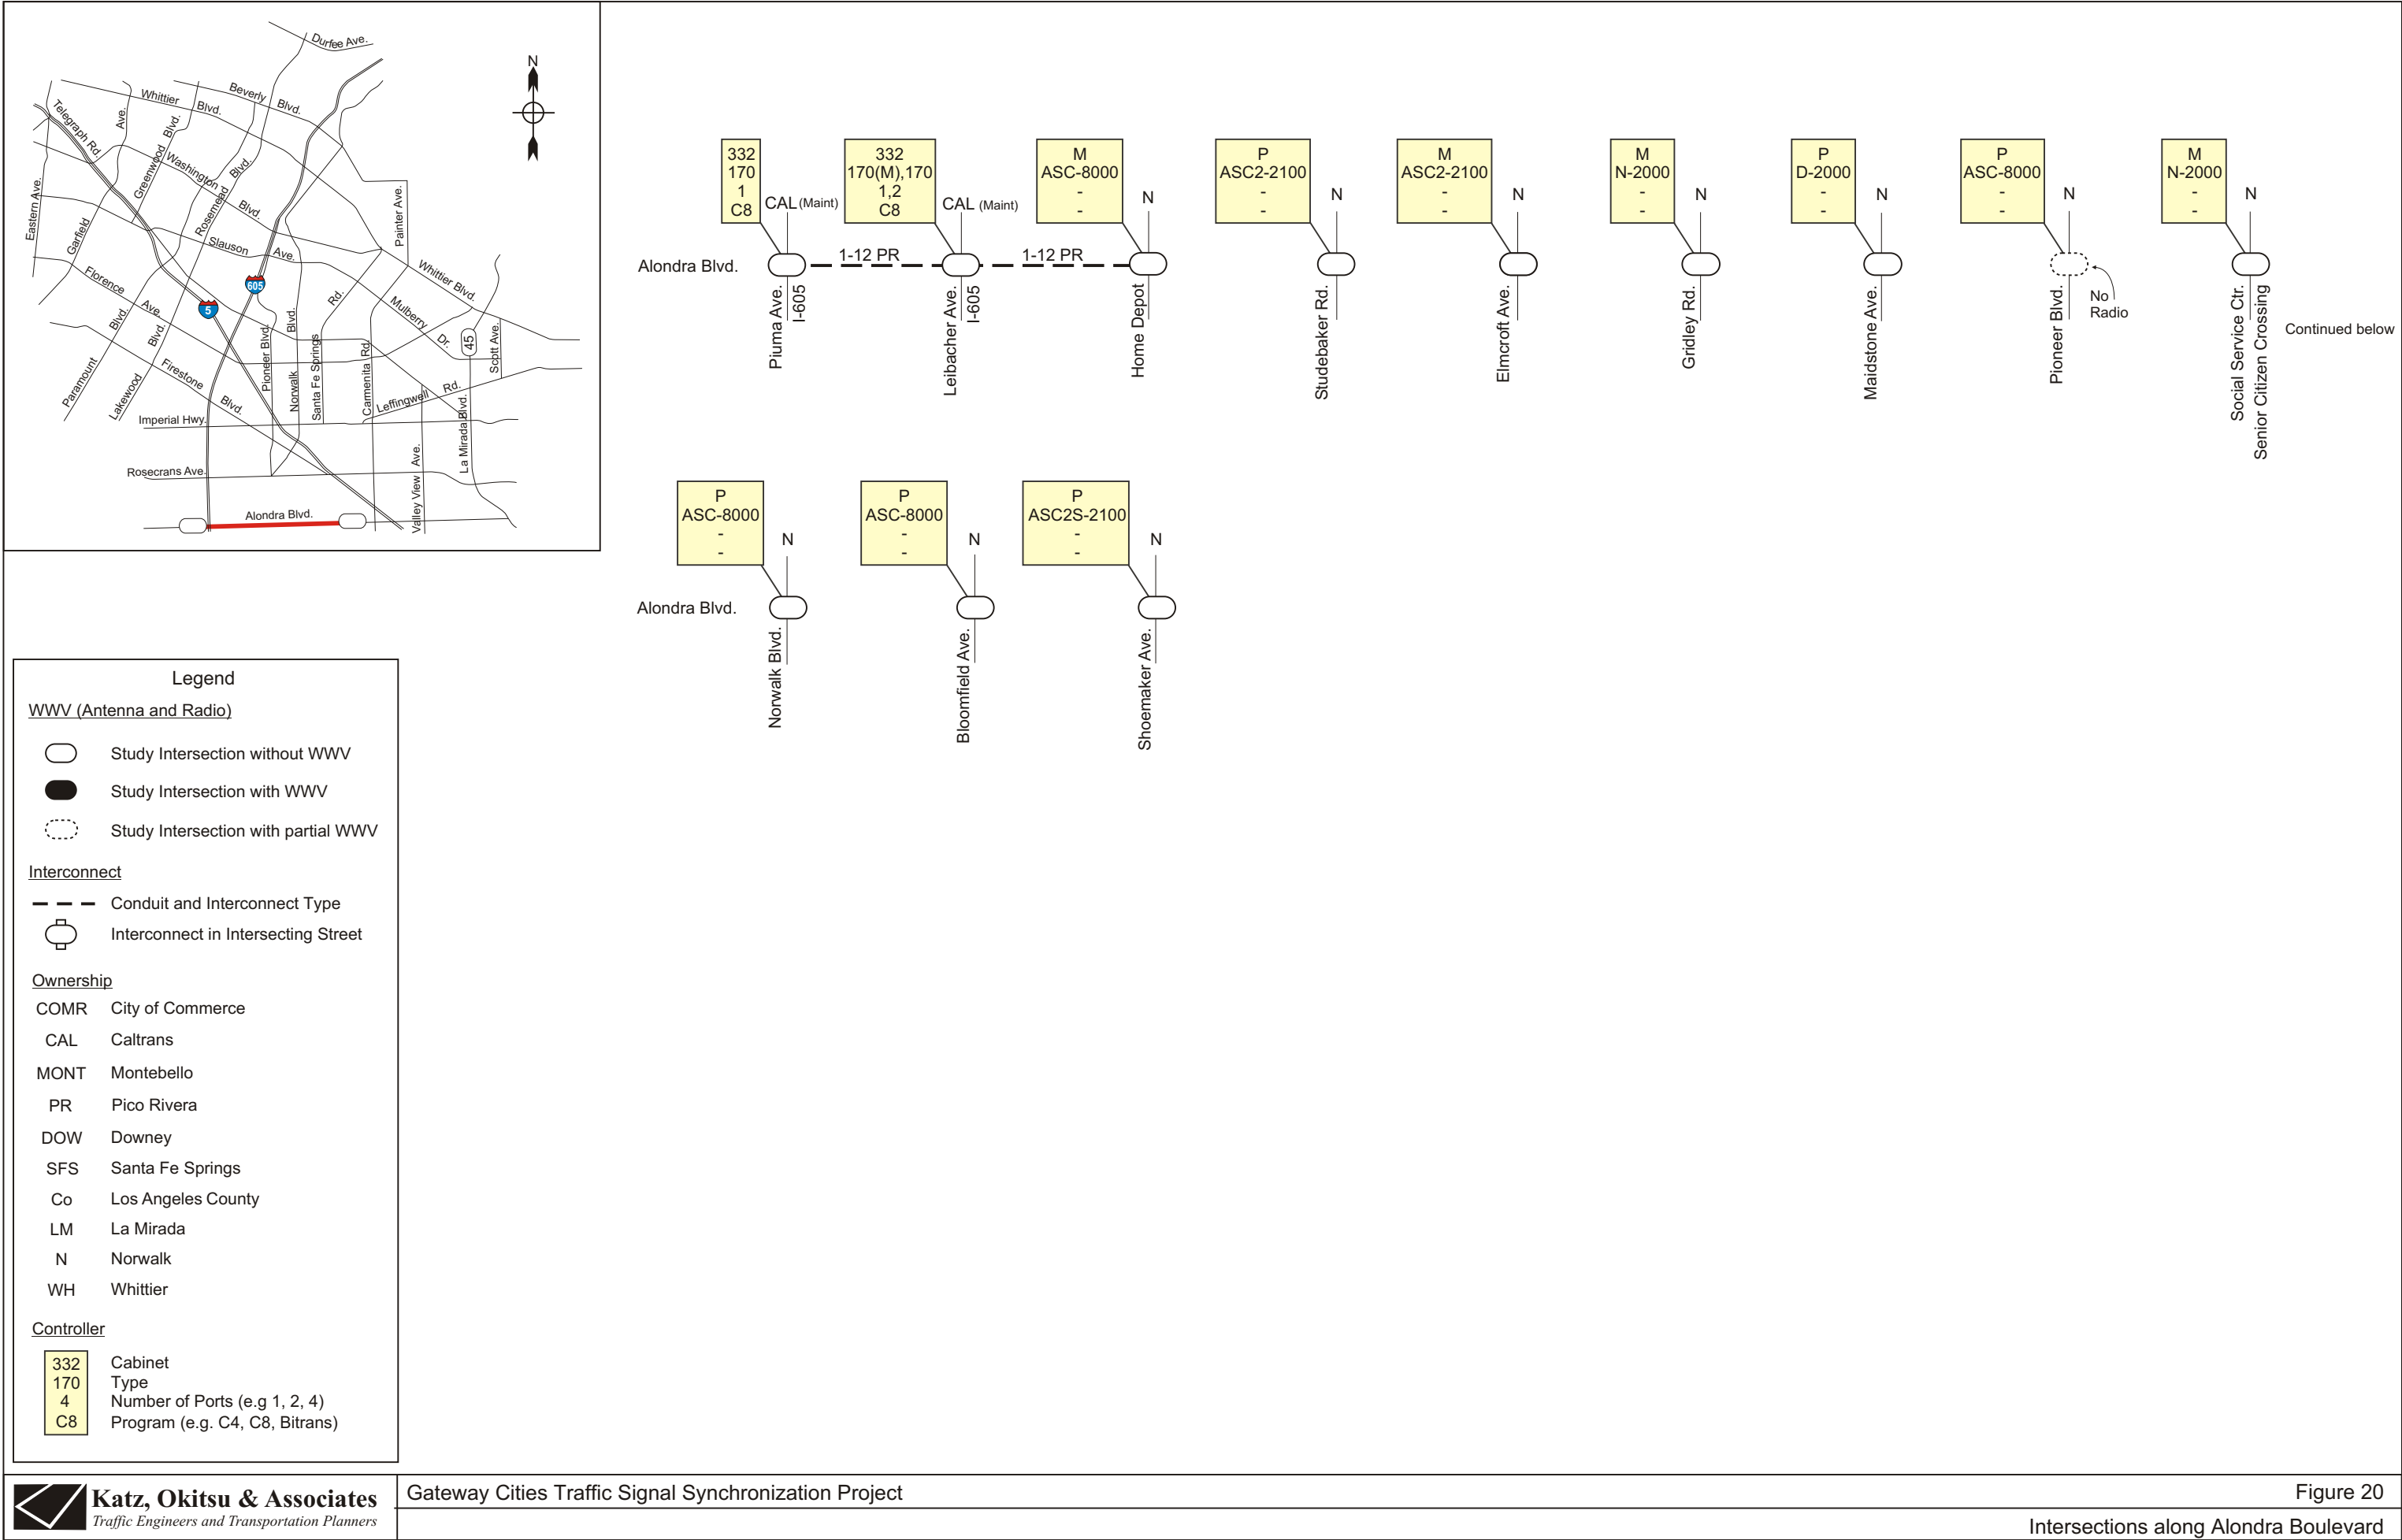 Durfee Ave.
N
Whittier Blvd.
Beverly Blvd.
Telegraph Rd.
Ave.
Greenwood Blvd.
Washington Blvd.
Rosemead Blvd.
Eastern Ave.
Garfield
Painter Ave.
Slauson Ave.
Whittier Blvd.
Florence Ave.
605
5
Rd.
Mulberry Dr.
Blvd.
Blvd.
Blvd.
Paramount
Lakewood
Firestone Blvd.
Pioneer Blvd.
Norwalk
Santa Fe Springs
Carmenita Rd.
45
Scott Ave.
Leffingwell Rd.
Imperial Hwy.
La Mirada Blvd.
Rosecrans Ave.
Valley View Ave.
Alondra Blvd.
332
170
1
C8
CAL (Maint)
332
170(M),170
1,2
C8
CAL (Maint)
M
ASC-8000
-
-
N
P
ASC2-2100
-
-
N
M
ASC2-2100
-
-
N
M
N-2000
-
-
N
P
D-2000
-
-
N
P
ASC-8000
-
-
N
M
N-2000
-
-
N
Alondra Blvd.
1-12 PR
1-12 PR
Piuma Ave.
I-605
Leibacher Ave.
I-605
Home Depot
Studebaker Rd.
Elmcroft Ave.
Gridley Rd.
Maidstone Ave.
Pioneer Blvd.
No
Radio
Social Service Ctr.
Senior Citizen Crossing
Continued below
P
ASC-8000
-
-
N
P
ASC-8000
-
-
N
P
ASC2S-2100
-
-
N
Alondra Blvd.
Norwalk Blvd.
Bloomfield Ave.
Shoemaker Ave.
Legend
WWV (Antenna and Radio)
Study Intersection without WWV
Study Intersection with WWV
Study Intersection with partial WWV
Interconnect
Conduit and Interconnect Type
Interconnect in Intersecting Street
Ownership
COMR City of Commerce
CAL Caltrans
MONT Montebello
PR Pico Rivera
DOW Downey
SFS Santa Fe Springs
Co Los Angeles County
LM La Mirada
N Norwalk
WH Whittier
Controller
332 Cabinet
170 Type
4 Number of Ports (e.g 1, 2, 4)
C8 Program (e.g. C4, C8, Bitrans)
Katz, Okitsu & Associates
Traffic Engineers and Transportation Planners
Gateway Cities Traffic Signal Synchronization Project
Figure 20
Intersections along Alondra Boulevard